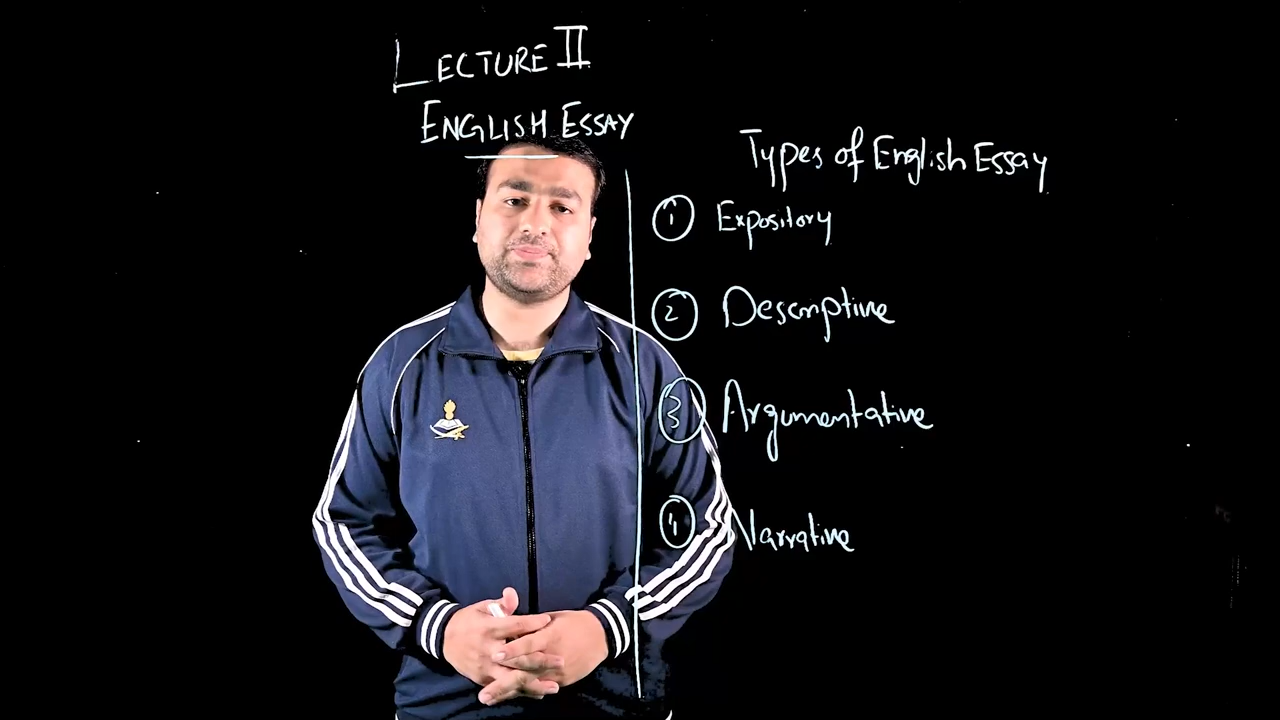 LECTURE II
ENGLISH ESSAY
Types of English Essay
1 Expository
2 Descriptive
3 Argumentative
4 Narrative